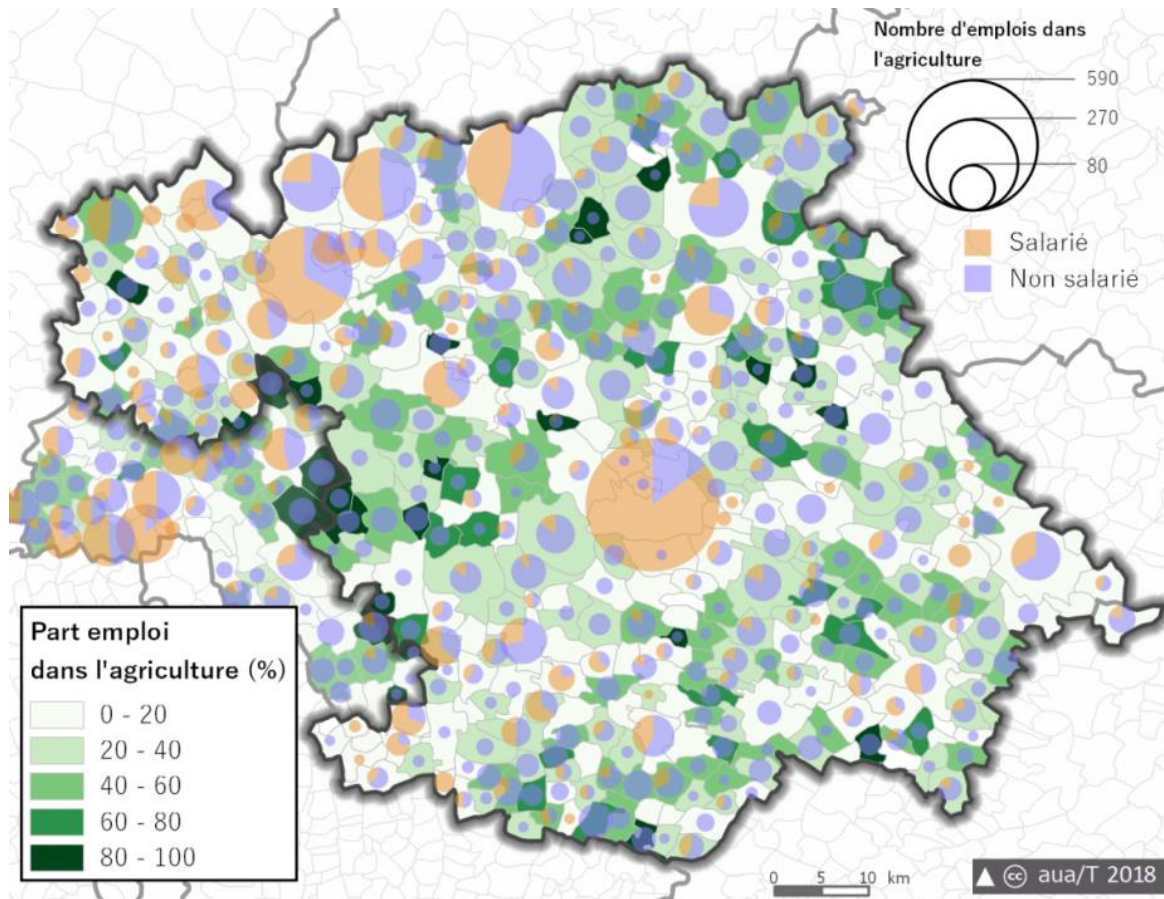 Nombre d'emplois dans
l'agriculture
590
270
80
Salarié
Non salarié
Part emploi
dans l'agriculture (%)
0 - 20
20 - 40
40 - 60
60 - 80
80 - 100
0 5 10 km
cc aua/T 2018